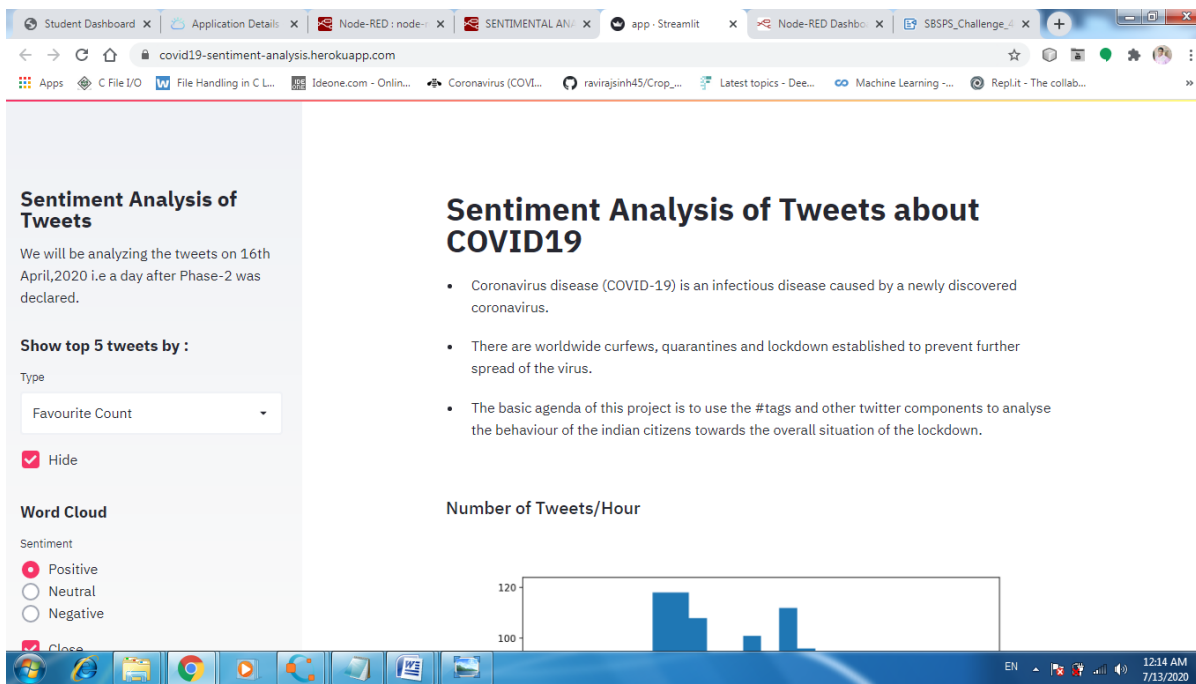 Student Dashboard
Application Details
Node-RED : node-r
SENTIMENTAL ANA
app · Streamlit
Node-RED Dashbo
SBSPS_Challenge_4
covid19-sentiment-analysis.herokuapp.com
Apps
C File I/O
File Handling in C L...
Ideone.com - Onlin...
Coronavirus (COVI...
ravirajsinh45/Crop_...
Latest topics - Dee...
Machine Learning -...
Repl.it - The collab...
»
Sentiment Analysis of
Tweets
We will be analyzing the tweets on 16th
April,2020 i.e a day after Phase-2 was
declared.
Show top 5 tweets by :
Type
Favourite Count
Hide
Word Cloud
Sentiment
Positive
Neutral
Negative
Close
Sentiment Analysis of Tweets about
COVID19
• Coronavirus disease (COVID-19) is an infectious disease caused by a newly discovered
coronavirus.
• There are worldwide curfews, quarantines and lockdown established to prevent further
spread of the virus.
• The basic agenda of this project is to use the #tags and other twitter components to analyse
the behaviour of the indian citizens towards the overall situation of the lockdown.
Number of Tweets/Hour
120
100
EN
12:14 AM
7/13/2020